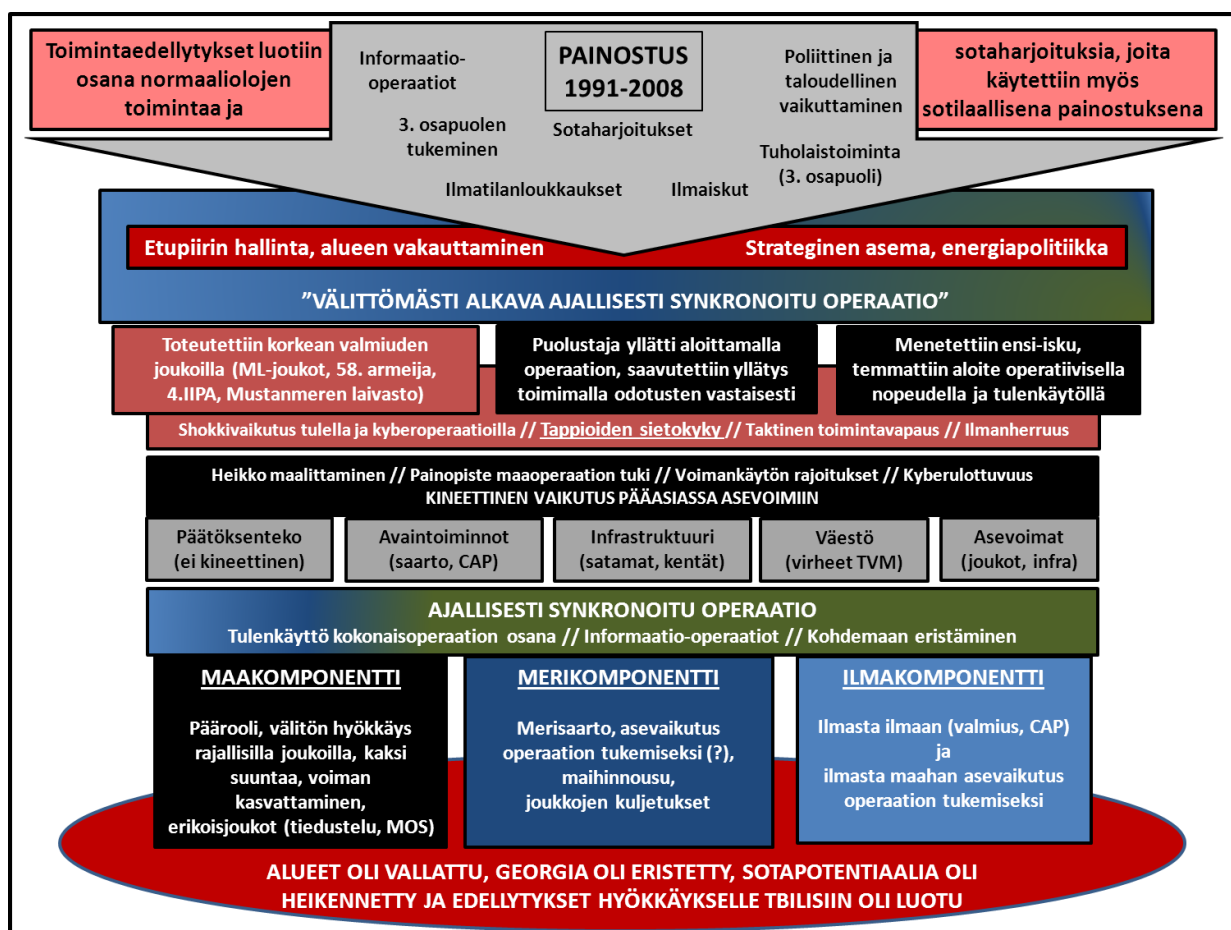 Toimintaedellytykset luotiin
osana normaaliolojen
toimintaa ja
Informaatio-
operaatiot
3. osapuolen
tukeminen
PAINOSTUS
1991-2008
Sotaharjoitukset
Ilmatilanloukkaukset
Ilmaiskut
Poliittinen ja
taloudellinen
vaikuttaminen
Tuholaistoiminta
(3. osapuoli)
sotaharjoituksia, joita
käytettiin myös
sotilaallisena painostuksena
Etupiirin hallinta, alueen vakauttaminen
Strateginen asema, energiapolitiikka
”VÄLITTÖMÄSTI ALKAVA AJALLISESTI SYNKRONOITU OPERAATIO”
Toteutettiin korkean valmiuden
joukoilla (ML-joukot, 58. armeija,
4.IIPA, Mustanmeren laivasto)
Puolustaja yllätti aloittamalla
operaation, saavutettiin yllätys
toimimalla odotusten vastaisesti
Menetettiin ensi-isku,
temmattiin aloite operatiivisella
nopeudella ja tulenkäytöllä
Shokkivaikutus tulella ja kyberoperaatioilla // Tappioiden sietokyky // Taktinen toimintavapaus // Ilmanherruus
Heikko maalittaminen // Painopiste maaoperaation tuki // Voimankäytön rajoitukset // Kyberulottuvuus
KINEETTINEN VAIKUTUS PÄÄASIASSA ASEVOIMIIN
Päätöksenteko
(ei kineettinen)
Avaintoiminnot
(saarto, CAP)
Infrastruktuuri
(satamat, kentät)
Väestö
(virheet TVM)
Asevoimat
(joukot, infra)
AJALLISESTI SYNKRONOITU OPERAATIO
Tulenkäyttö kokonaisoperaation osana // Informaatio-operaatiot // Kohdemaan eristäminen
MAAKOMPONENTTI
Päärooli, välitön hyökkäys
rajallisilla joukoilla, kaksi
suuntaa, voiman
kasvattaminen,
erikoisjoukot (tiedustelu, MOS)
MERIKOMPONENTTI
Merisaarto, asevaikutus
operaation tukemiseksi (?),
maihinnousu,
joukkojen kuljetukset
ILMAKOMPONENTTI
Ilmasta ilmaan (valmius, CAP)
ja
ilmasta maahan asevaikutus
operaation tukemiseksi
ALUEET OLI VALLATTU, GEORGIA OLI ERISTETTY, SOTAPOTENTIAALIA OLI
HEIKENNETTY JA EDELLYTYKSET HYÖKKÄYKSELLE TBILISIIN OLI LUOTU